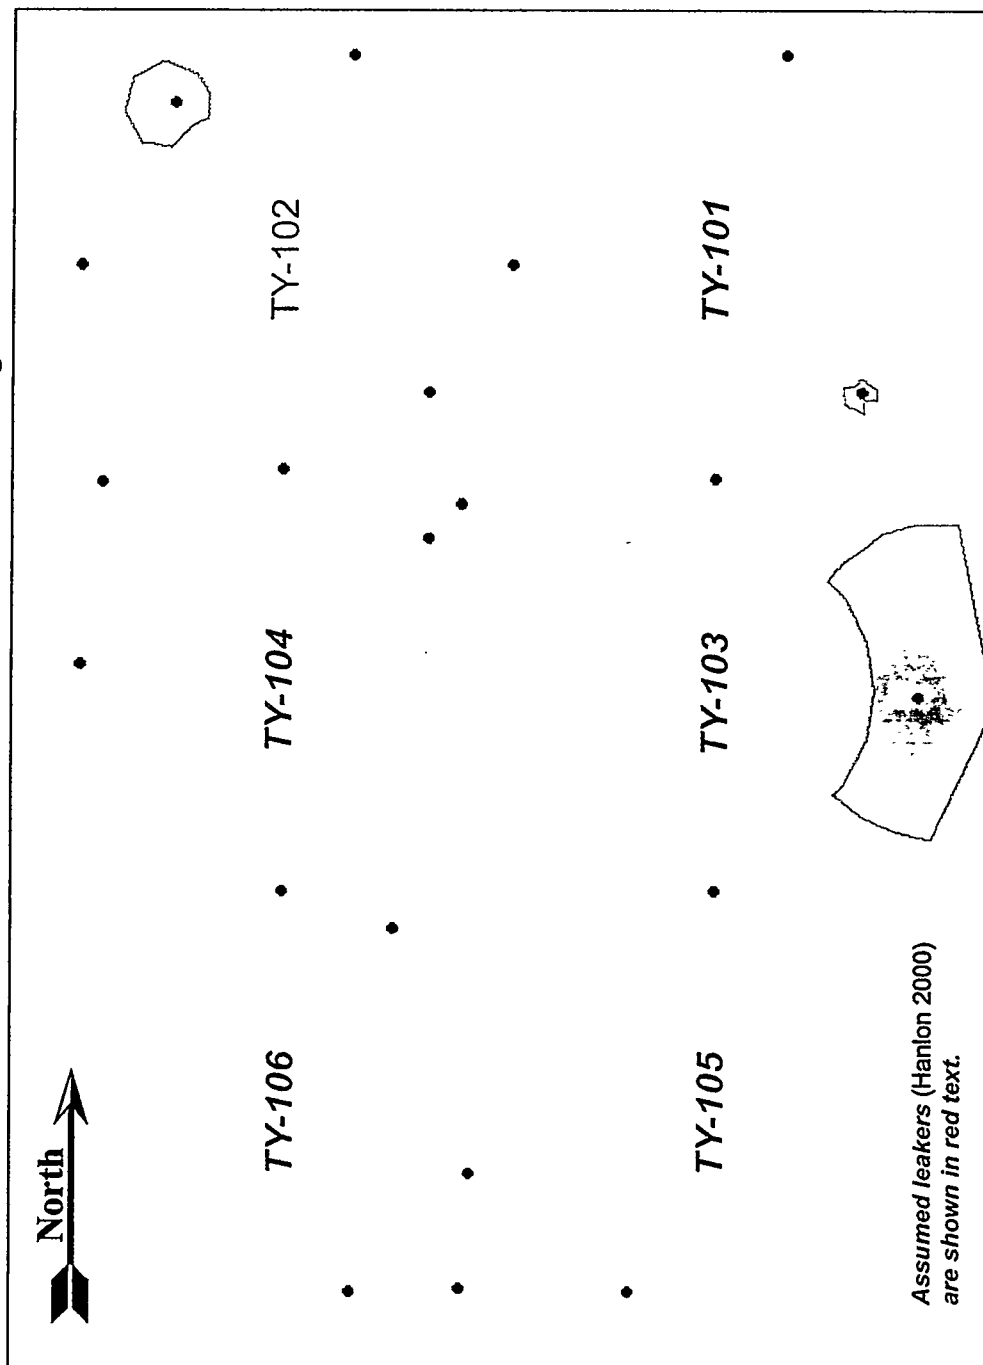 North
TY-106
TY-104
TY-102
TY-105
TY-103
TY-101
Assumed leakers (Hanlon 2000)
are shown in red text.